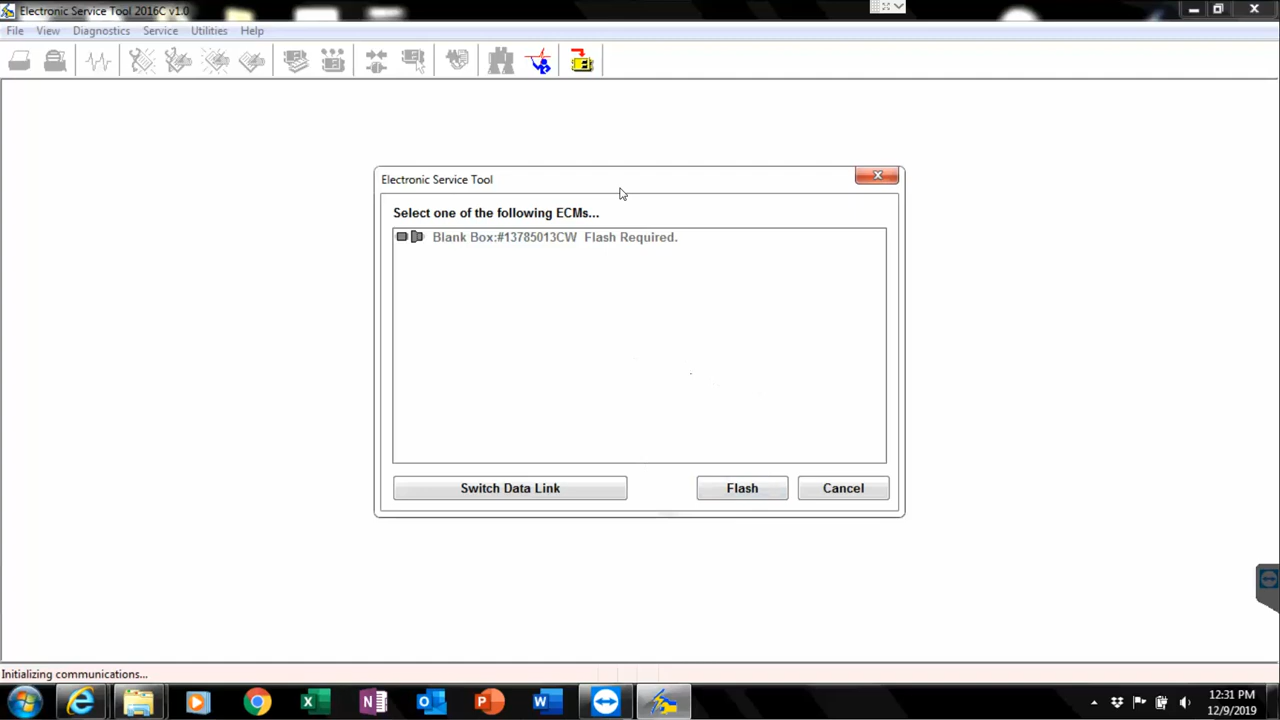 Electronic Service Tool 2016C v1.0
File View Diagnostics Service Utilities Help
Electronic Service Tool
Select one of the following ECMs...
Blank Box:#13785013CW Flash Required.
Switch Data Link Flash Cancel
Initializing communications...
12:31 PM
12/9/2019